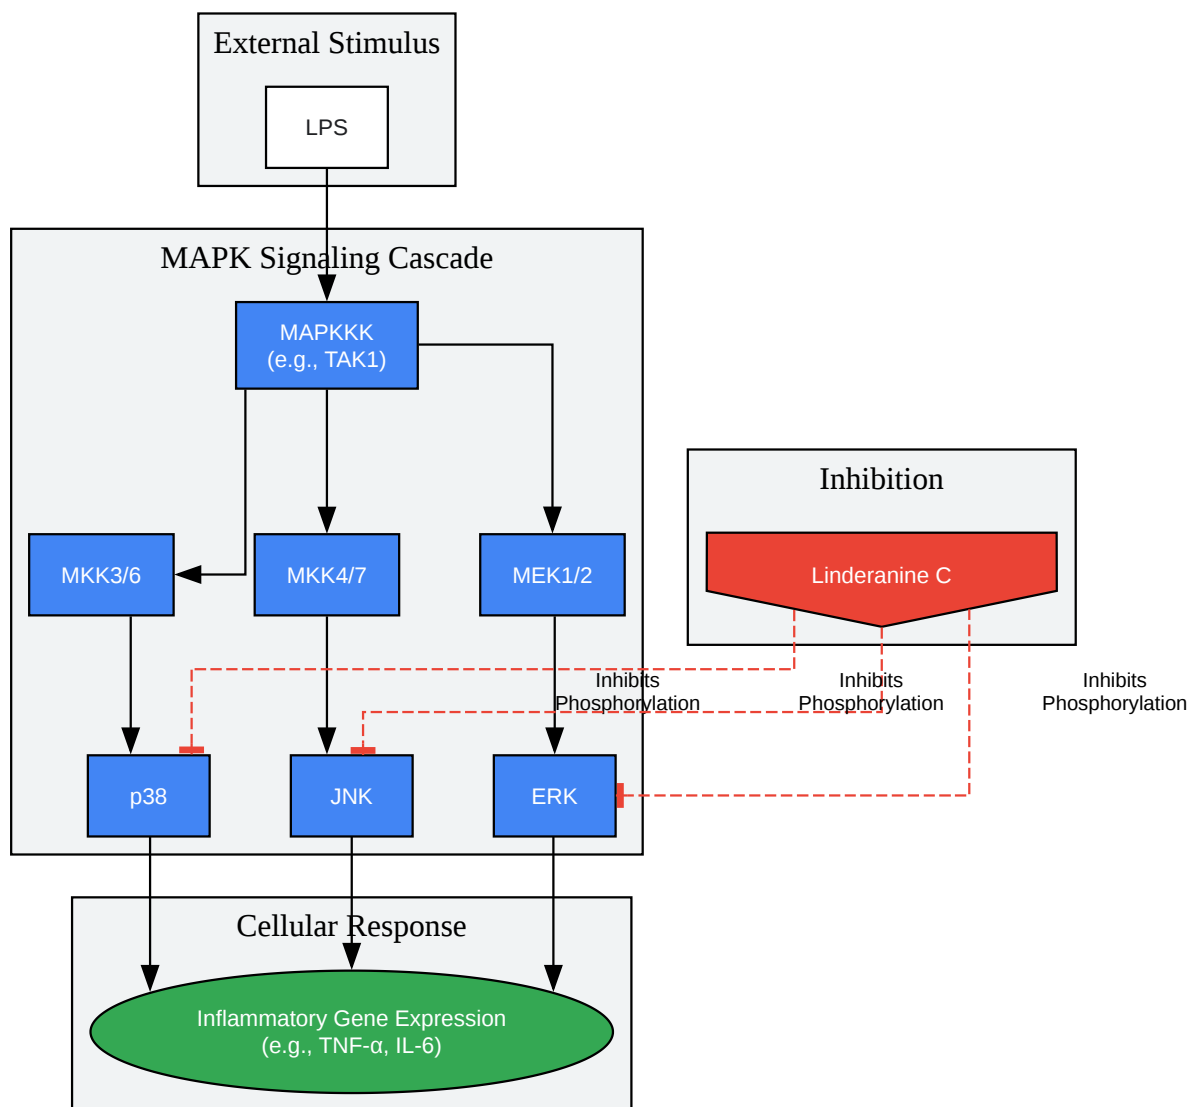 External Stimulus
LPS
MAPK Signaling Cascade
MAPKKK
(e.g., TAK1)
Inhibition
MKK3/6
MKK4/7
MEK1/2
Linderanine C
Inhibits
Phosphorylation
Inhibits
Phosphorylation
Inhibits
Phosphorylation
p38
JNK
ERK
Cellular Response
Inflammatory Gene Expression
(e.g., TNF-α, IL-6)